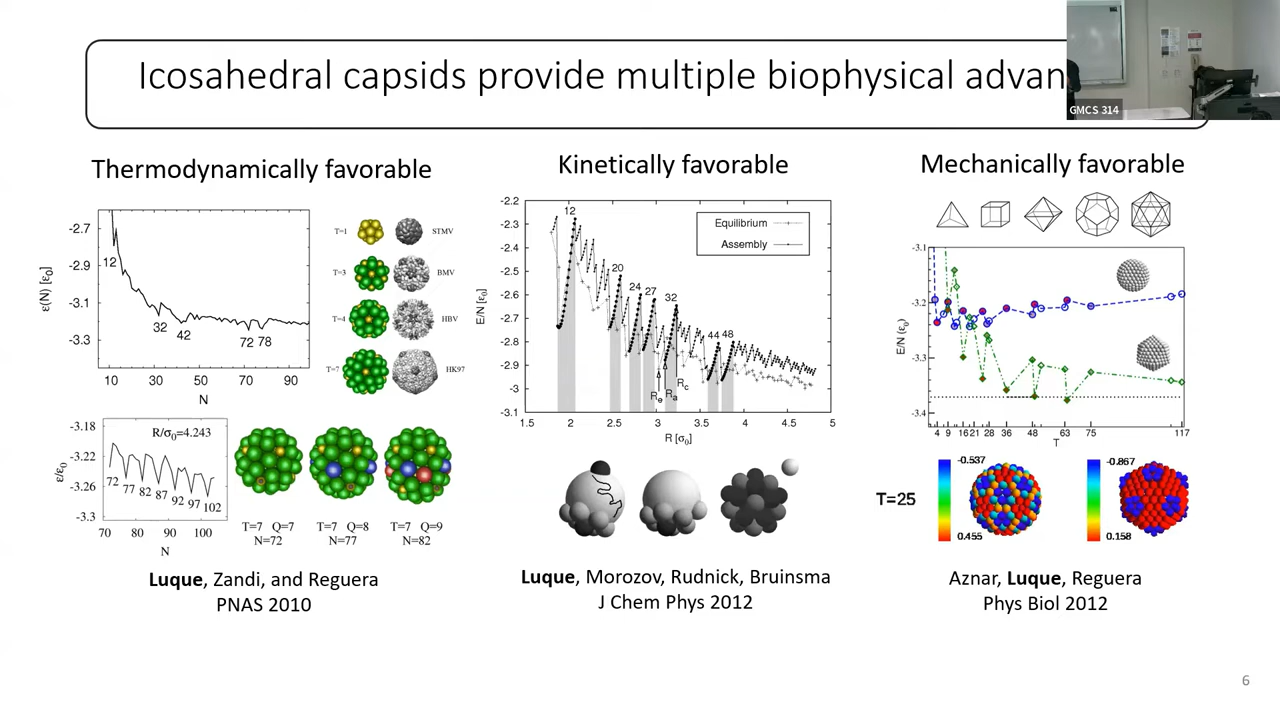 Icosahedral capsids provide multiple biophysical advan
GMCS 314
Thermodynamically favorable
-2.7
-2.9
-3.1
-3.3
ε(N) [ε₀]
12
32
42
72 78
10 30 50 70 90
N
T=1 STMV
T=3 BMV
T=4 HBV
T=7 HK97
-3.18
-3.22
-3.26
-3.3
ε/ε₀
R/σ₀=4.243
72 77 82 87 92 97 102
70 80 90 100
N
T=7 Q=7
N=72
T=7 Q=8
N=77
T=7 Q=9
N=82
Luque, Zandi, and Reguera
PNAS 2010
Kinetically favorable
-2.2
-2.3
-2.4
-2.5
-2.6
-2.7
-2.8
-2.9
-3
-3.1
E/N [ε₀]
Equilibrium
Assembly
12
20
24 27 32
44 48
Rₑ Rₐ R꜀
1.5 2 2.5 3 3.5 4 4.5 5
R [σ₀]
Luque, Morozov, Rudnick, Bruinsma
J Chem Phys 2012
Mechanically favorable
-3.1
-3.2
-3.3
-3.4
E/N (ε₀)
4 9 16 21 28 36 48 63 75 117
T
T=25
-0.537
0.455
-0.867
0.158
Aznar, Luque, Reguera
Phys Biol 2012
6